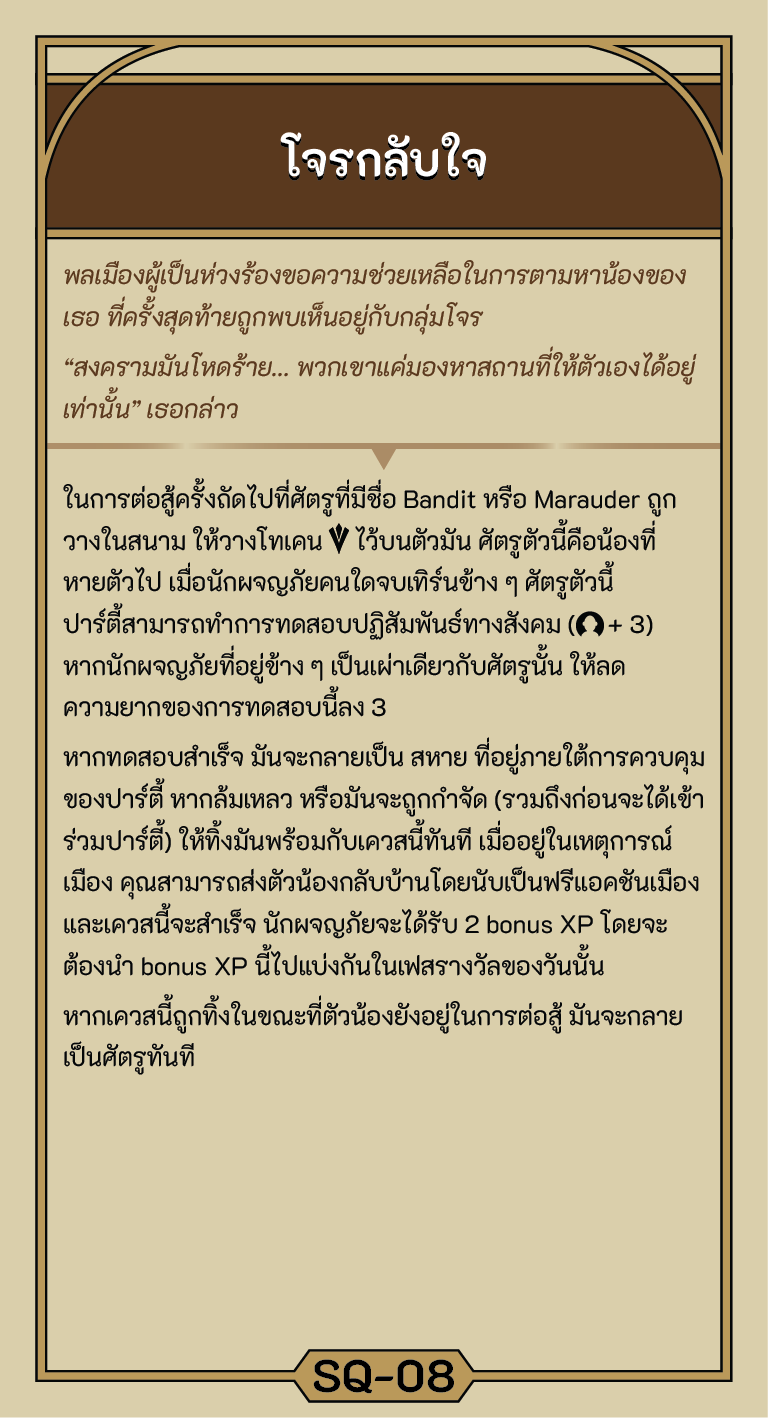 โจรกลับใจ
พลเมืองผู้เป็นห่วงร้องขอความช่วยเหลือในการตามหาน้องของ
เธอ ที่ครั้งสุดท้ายถูกพบเห็นอยู่กับกลุ่มโจร
“สงครามมันโหดร้าย... พวกเขาแค่มองหาสถานที่ให้ตัวเองได้อยู่
เท่านั้น” เธอกล่าว
ในการต่อสู้ครั้งถัดไปที่ศัตรูที่มีชื่อ Bandit หรือ Marauder ถูก
วางในสนาม ให้วางโทเคน ไว้บนตัวมัน ศัตรูตัวนี้คือน้องที่
หายตัวไป เมื่อนักผจญภัยคนใดจบเทิร์นข้าง ๆ ศัตรูตัวนี้
ปาร์ตี้สามารถทำการทดสอบปฏิสัมพันธ์ทางสังคม ( + 3)
หากนักผจญภัยที่อยู่ข้าง ๆ เป็นเผ่าเดียวกับศัตรูนั้น ให้ลด
ความยากของการทดสอบนี้ลง 3
หากทดสอบสำเร็จ มันจะกลายเป็น สหาย ที่อยู่ภายใต้การควบคุม
ของปาร์ตี้ หากล้มเหลว หรือมันจะถูกกำจัด (รวมถึงก่อนจะได้เข้า
ร่วมปาร์ตี้) ให้ทิ้งมันพร้อมกับเควสนี้ทันที เมื่ออยู่ในเหตุการณ์
เมือง คุณสามารถส่งตัวน้องกลับบ้านโดยนับเป็นฟรีแอคชันเมือง
และเควสนี้จะสำเร็จ นักผจญภัยจะได้รับ 2 bonus XP โดยจะ
ต้องนำ bonus XP นี้ไปแบ่งกันในเฟสรางวัลของวันนั้น
หากเควสนี้ถูกทิ้งในขณะที่ตัวน้องยังอยู่ในการต่อสู้ มันจะกลาย
เป็นศัตรูทันที
SQ-08